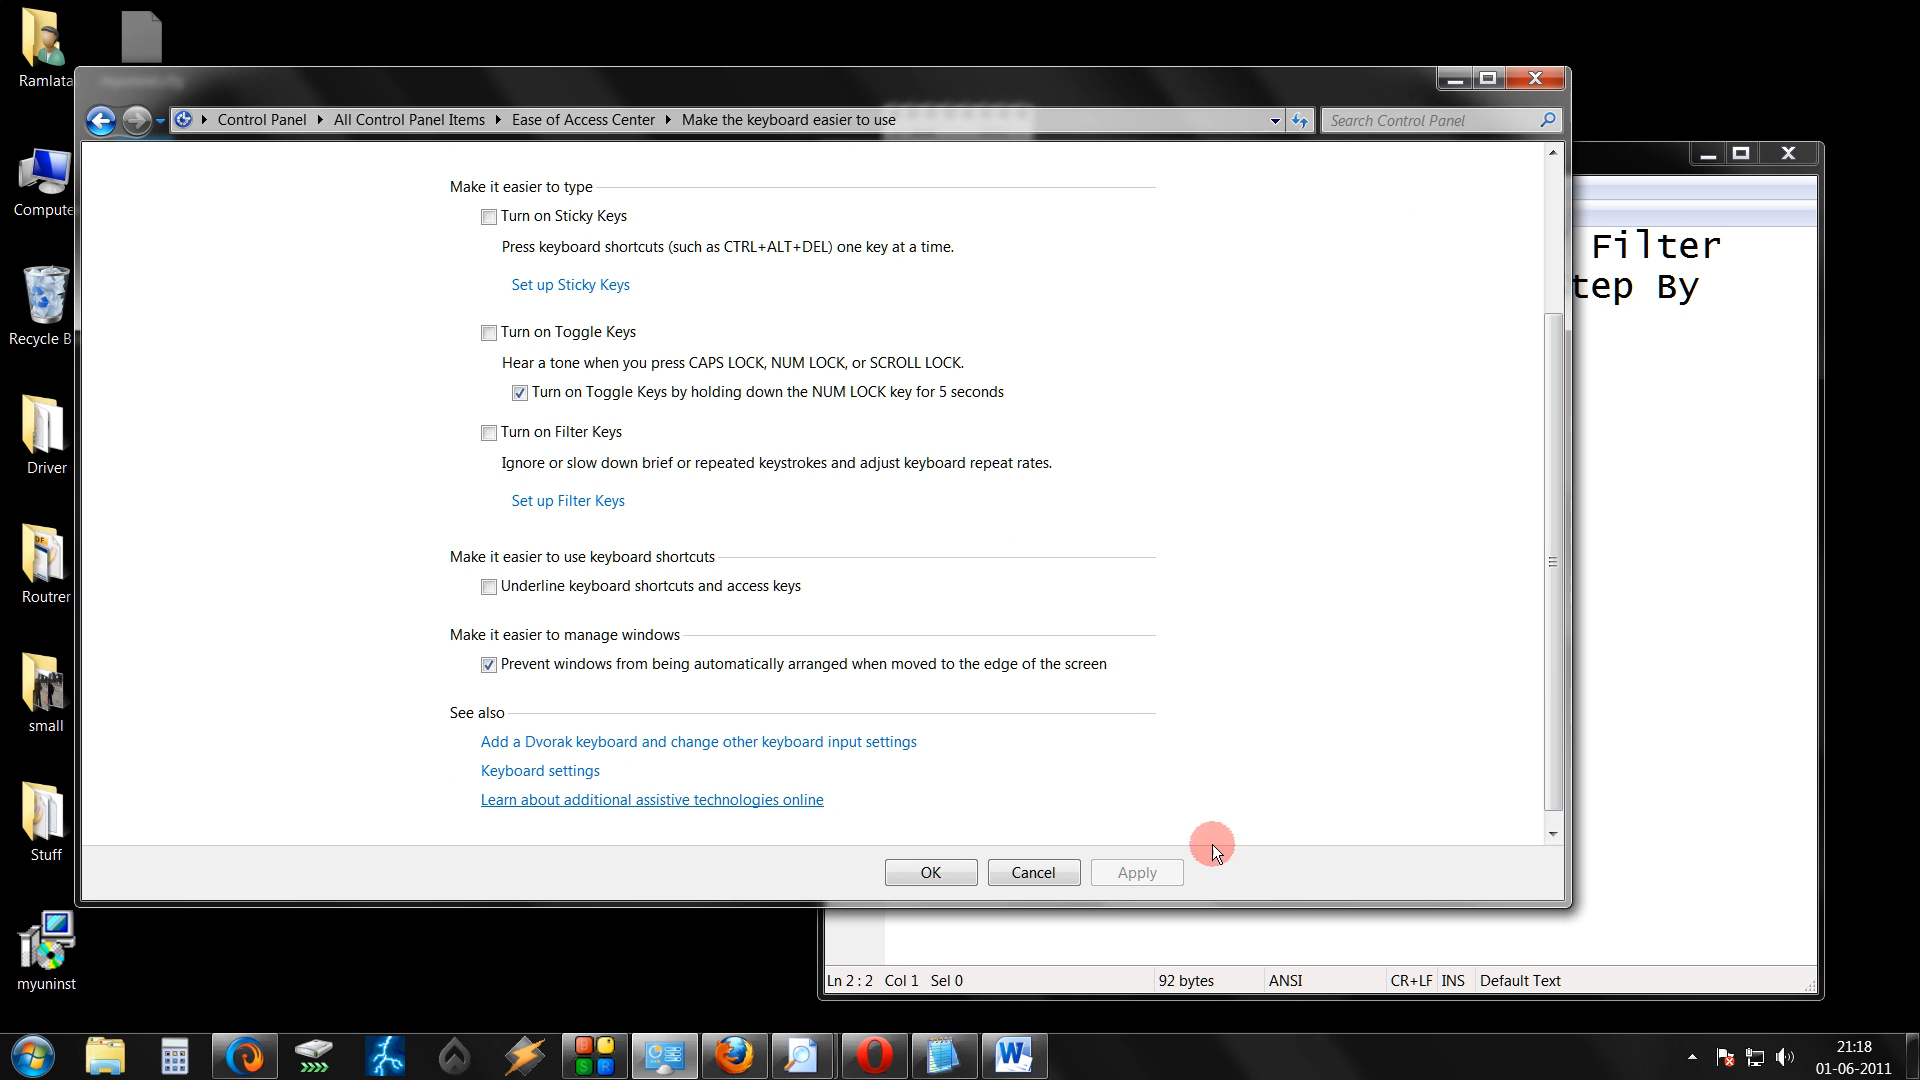 Ramlata
Control Panel
All Control Panel Items
Ease of Access Center
Make the keyboard easier to use
Search Control Panel
Make it easier to type
Turn on Sticky Keys
Press keyboard shortcuts (such as CTRL+ALT+DEL) one key at a time.
Set up Sticky Keys
Turn on Toggle Keys
Hear a tone when you press CAPS LOCK, NUM LOCK, or SCROLL LOCK.
Turn on Toggle Keys by holding down the NUM LOCK key for 5 seconds
Turn on Filter Keys
Ignore or slow down brief or repeated keystrokes and adjust keyboard repeat rates.
Set up Filter Keys
Make it easier to use keyboard shortcuts
Underline keyboard shortcuts and access keys
Make it easier to manage windows
Prevent windows from being automatically arranged when moved to the edge of the screen
See also
Add a Dvorak keyboard and change other keyboard input settings
Keyboard settings
Learn about additional assistive technologies online
OK
Cancel
Apply
Compute
Recycle B
Driver
Routrer
small
Stuff
myuninst
Filter
tep By
Ln 2 : 2 Col 1 Sel 0
92 bytes
ANSI
CR+LF INS
Default Text
21:18
01-06-2011